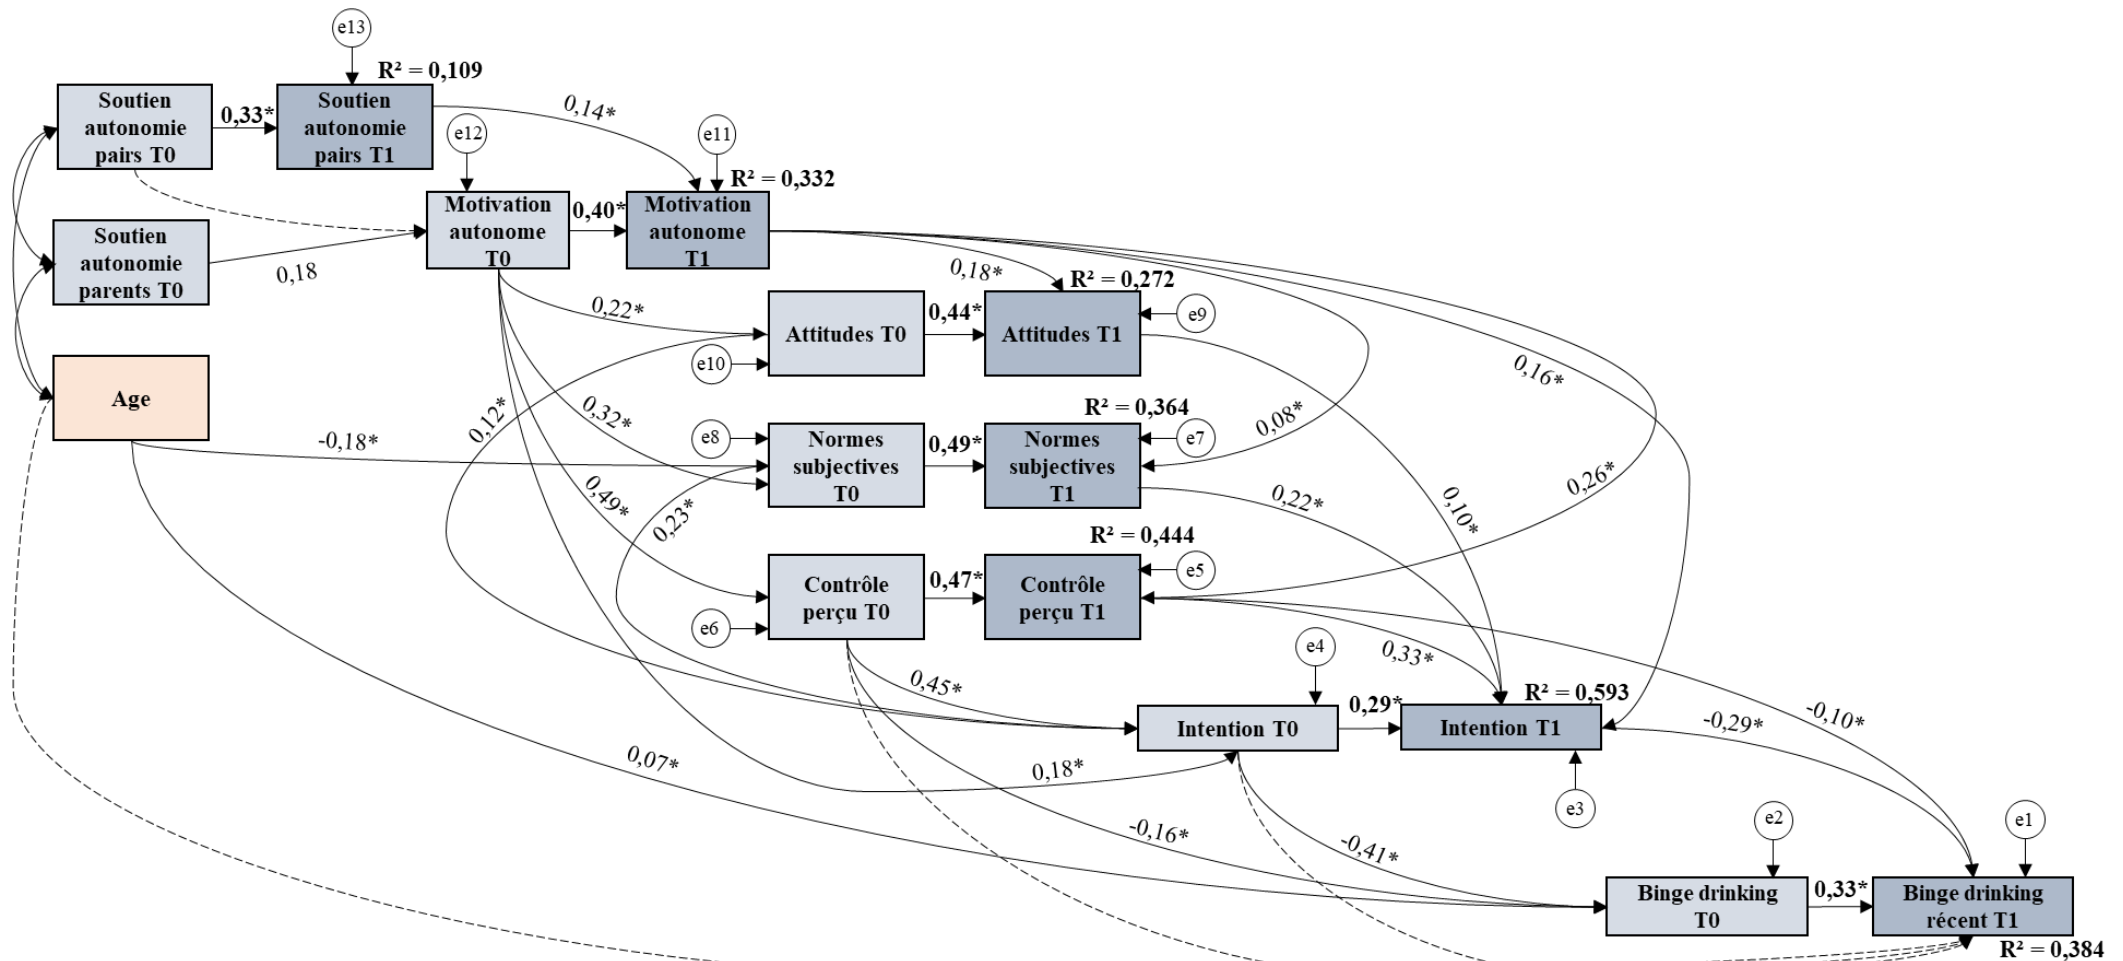 e13
R² = 0,109
Soutien
autonomie
pairs T0
0,33*
Soutien
autonomie
pairs T1
0,14*
e12
e11
R² = 0,332
Soutien
autonomie
parents T0
0,18
Motivation
autonome
T0
0,40*
Motivation
autonome
T1
0,18*
R² = 0,272
0,22*
Attitudes T0
0,44*
Attitudes T1
e9
e10
0,16*
Age
0,12*
0,32*
R² = 0,364
0,08*
-0,18*
e8
Normes
subjectives
T0
0,49*
Normes
subjectives
T1
e7
0,26*
0,49*
0,23*
0,22*
0,10*
R² = 0,444
Contrôle
perçu T0
0,47*
Contrôle
perçu T1
e5
e6
0,45*
0,33*
e4
R² = 0,593
Intention T0
0,29*
Intention T1
-0,29*
-0,10*
0,07*
0,18*
e3
-0,16*
-0,41*
e2
e1
Binge drinking
T0
0,33*
Binge drinking
récent T1
R² = 0,384